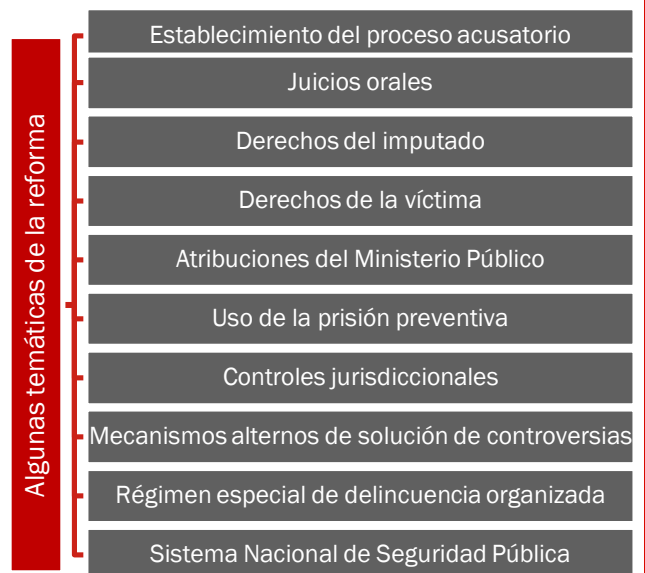 Algunas temáticas de la reforma
Establecimiento del proceso acusatorio
Juicios orales
Derechos del imputado
Derechos de la víctima
Atribuciones del Ministerio Público
Uso de la prisión preventiva
Controles jurisdiccionales
Mecanismos alternos de solución de controversias
Régimen especial de delincuencia organizada
Sistema Nacional de Seguridad Pública